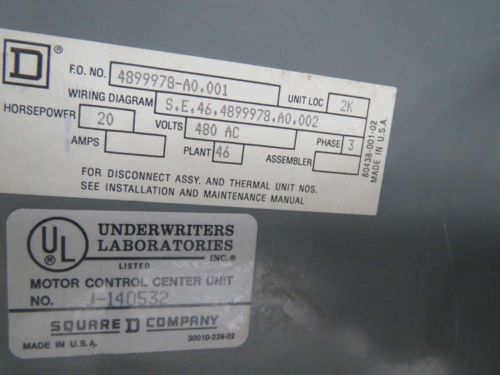 D ®
F.O. NO. 4899978-A0.001 UNIT LOC 2K
WIRING DIAGRAM S.E.46.4899978.A0.002
HORSEPOWER 20 VOLTS 480 AC PHASE 3
AMPS PLANT 46 ASSEMBLER
FOR DISCONNECT ASSY. AND THERMAL UNIT NOS.
SEE INSTALLATION AND MAINTENANCE MANUAL
80438-001-02
MADE IN U.S.A.
UL ®
UNDERWRITERS
LABORATORIES
INC.®
LISTED
MOTOR CONTROL CENTER UNIT
NO. J-140532
SQUARE D COMPANY
MADE IN U.S.A. 30010-239-02